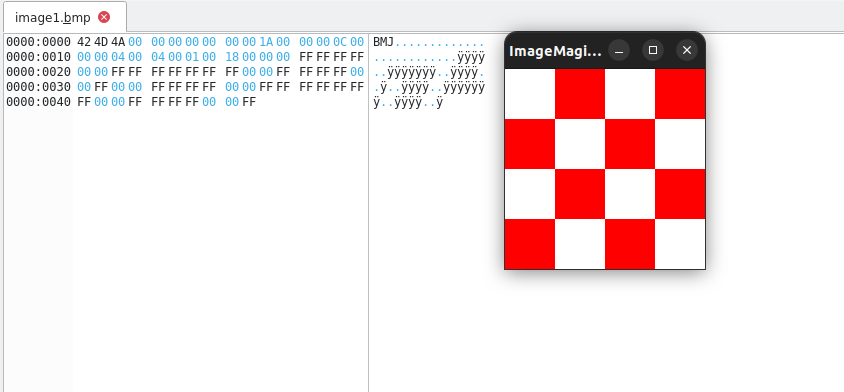 image1.bmp
0000:0000 42 4D 4A 00 00 00 00 00 00 00 1A 00 00 00 0C 00 BMJ.............
0000:0010 00 00 04 00 04 00 01 00 18 00 00 00 FF FF FF FF ............ÿÿÿÿ
0000:0020 00 00 FF FF FF FF FF FF FF 00 00 FF FF FF FF 00 ..ÿÿÿÿÿÿÿ..ÿÿÿÿ.
0000:0030 00 FF 00 00 FF FF FF FF 00 00 FF FF FF FF FF FF .ÿ..ÿÿÿÿ..ÿÿÿÿÿÿ
0000:0040 FF 00 00 FF FF FF FF 00 00 FF ÿ..ÿÿÿÿ..ÿ
ImageMagi...